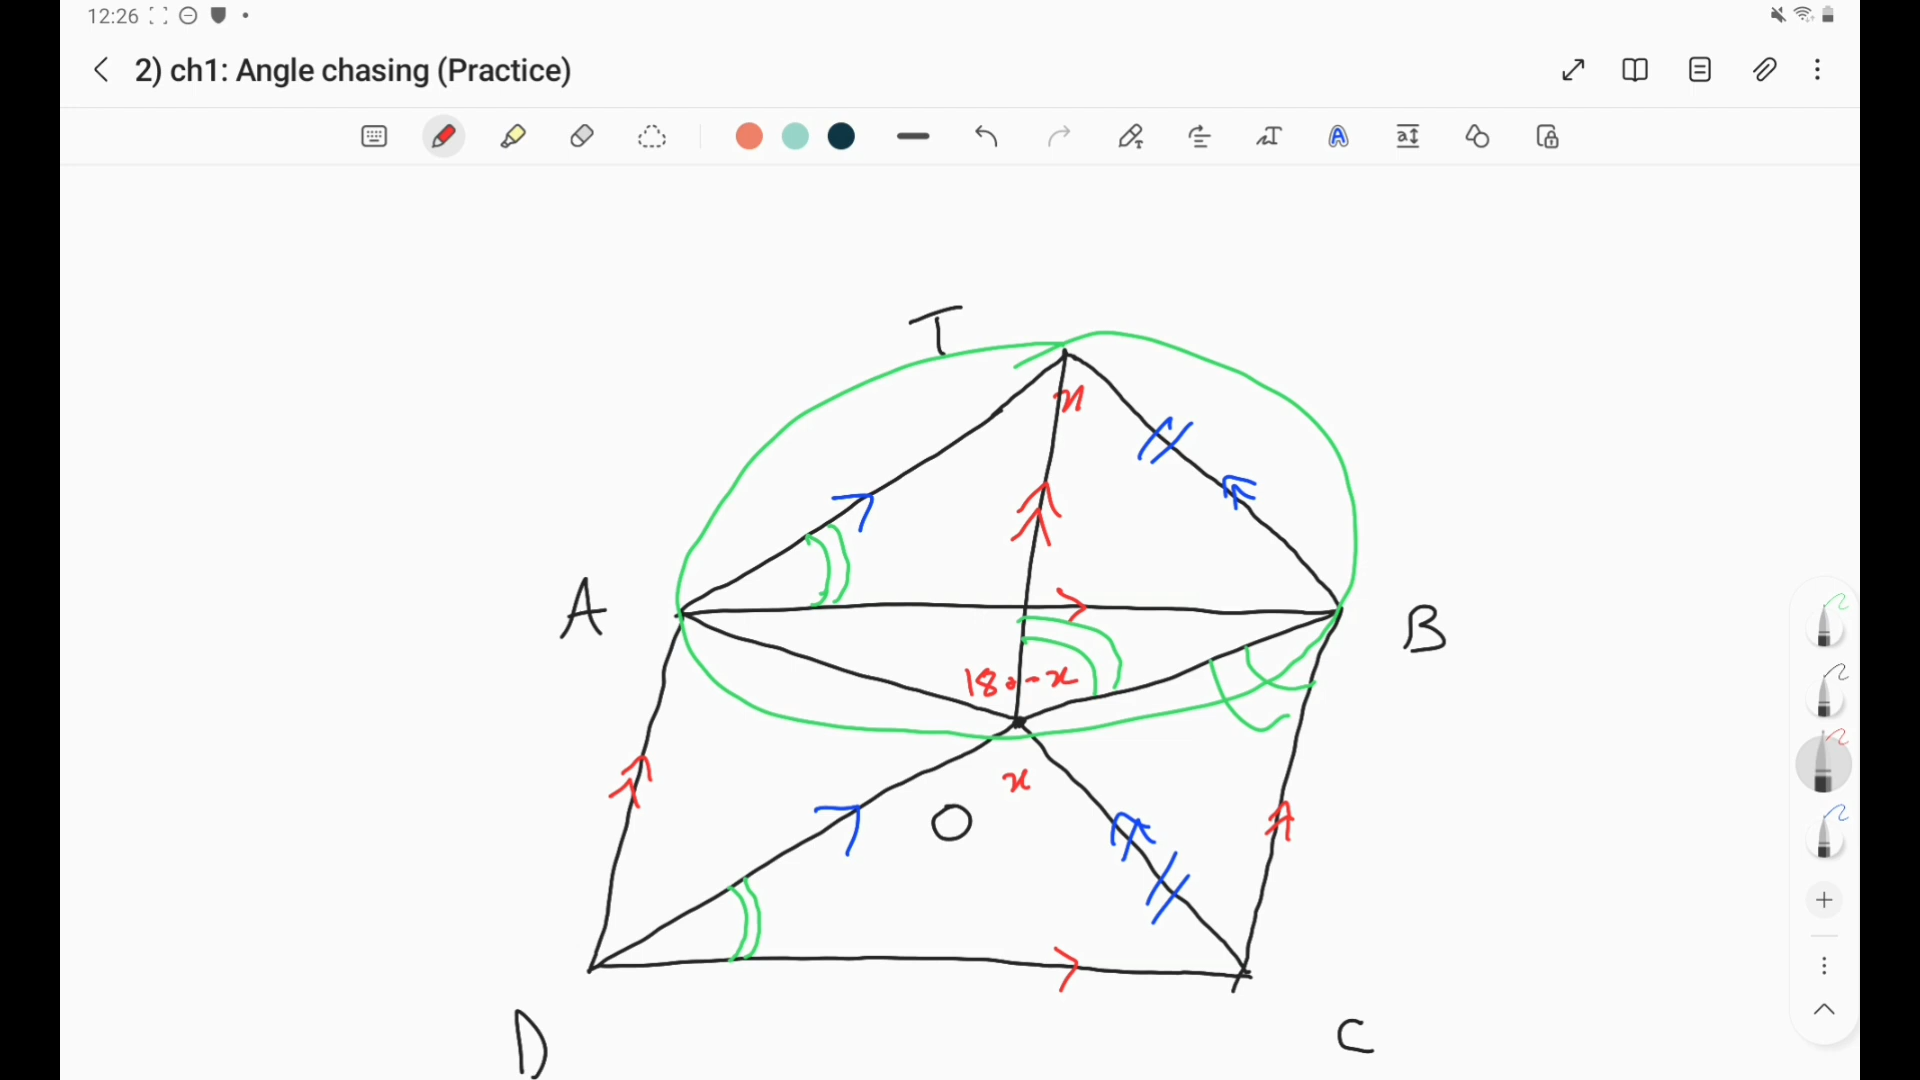 12:26
2) ch1: Angle chasing (Practice)
T
x
A
B
180-x
x
O
D
C